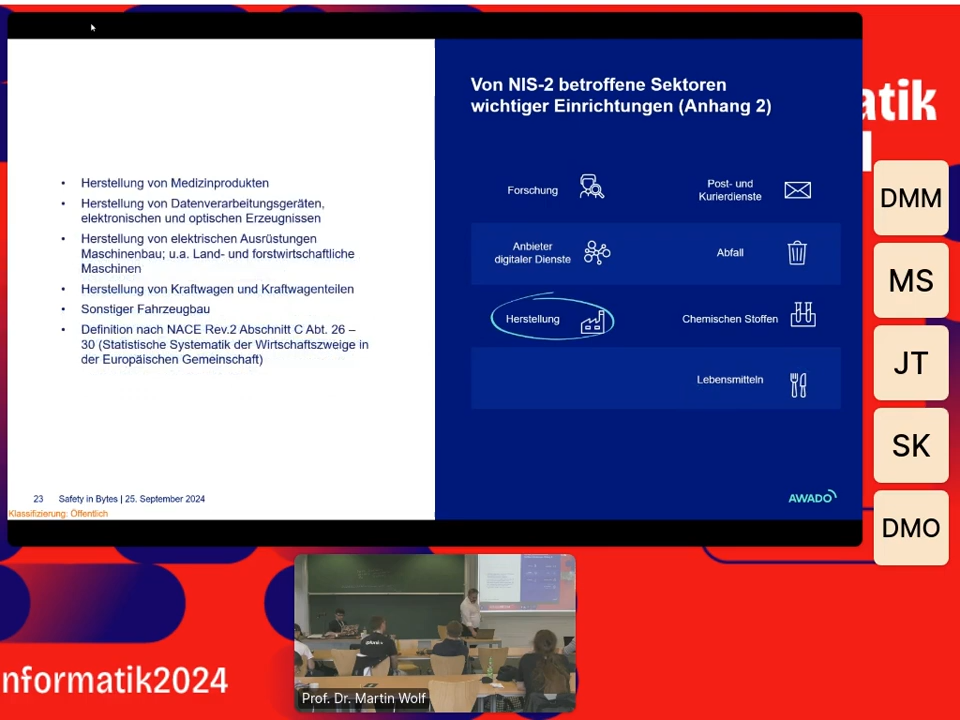 Von NIS-2 betroffene Sektoren
wichtiger Einrichtungen (Anhang 2)
• Herstellung von Medizinprodukten
• Herstellung von Datenverarbeitungsgeräten,
elektronischen und optischen Erzeugnissen
• Herstellung von elektrischen Ausrüstungen
Maschinenbau; u.a. Land- und forstwirtschaftliche
Maschinen
• Herstellung von Kraftwagen und Kraftwagenteilen
• Sonstiger Fahrzeugbau
• Definition nach NACE Rev.2 Abschnitt C Abt. 26 –
30 (Statistische Systematik der Wirtschaftszweige in
der Europäischen Gemeinschaft)
Forschung
Post- und
Kurierdienste
Anbieter
digitaler Dienste
Abfall
Herstellung
Chemischen Stoffen
Lebensmitteln
23 Safety in Bytes | 25. September 2024
Klassifizierung: Öffentlich
AWADO
atik
DMM
MS
JT
SK
DMO
nformatik2024
Prof. Dr. Martin Wolf